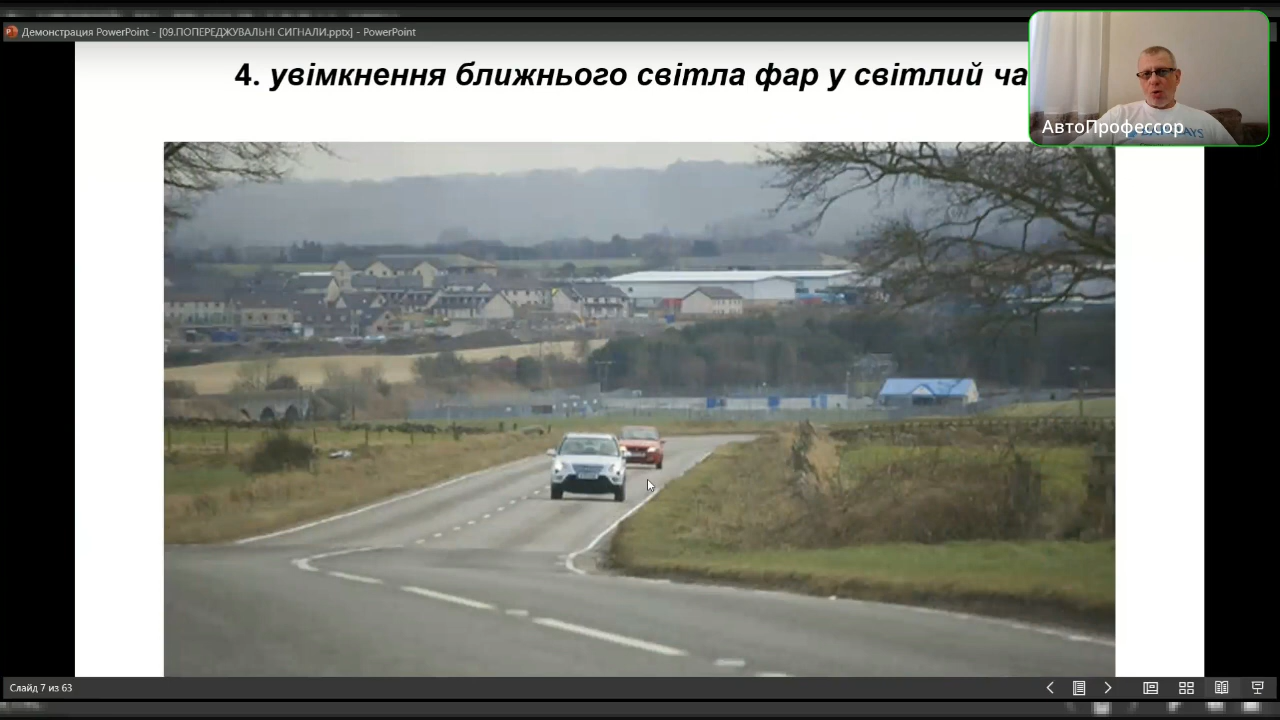 Демонстрация PowerPoint - [09.ПОПЕРЕДЖУВАЛЬНІ СИГНАЛИ.pptx] - PowerPoint
4. увімкнення ближнього світла фар у світлий ча
АвтоПрофессор
Слайд 7 из 63